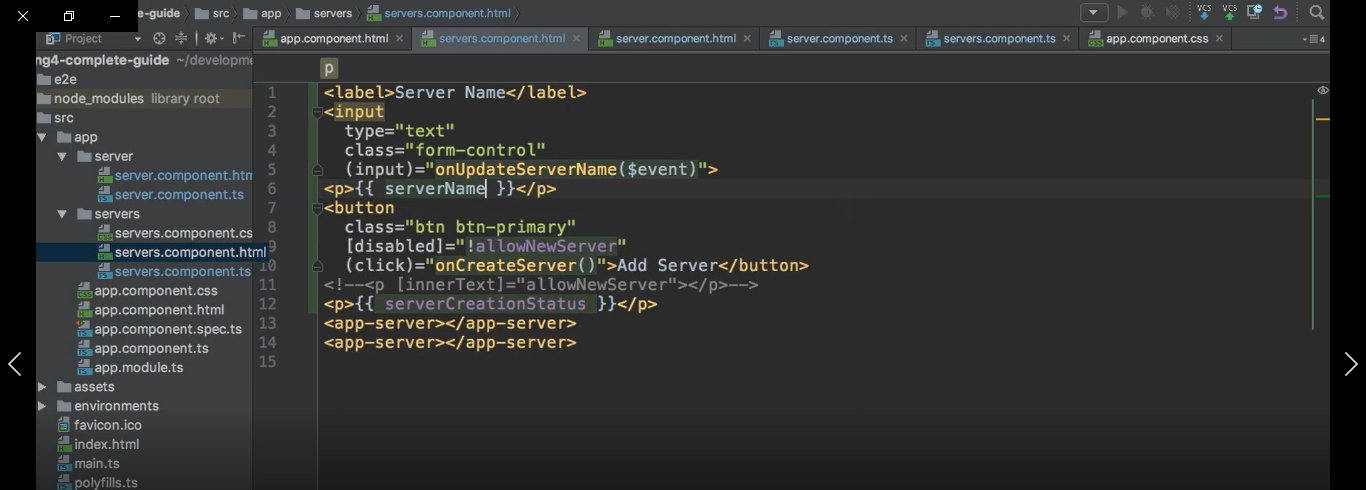 e-guide src app servers servers.component.html
Project
app.component.html servers.component.html server.component.html server.component.ts servers.component.ts app.component.css 4
ng4-complete-guide ~/developme
e2e
node_modules library root
src
app
server
server.component.htm
server.component.ts
servers
servers.component.cs
servers.component.html
servers.component.ts
app.component.css
app.component.html
app.component.spec.ts
app.component.ts
app.module.ts
assets
environments
favicon.ico
index.html
main.ts
polyfills.ts
VCS VCS
p
1 <label>Server Name</label>
2 <input
3 type="text"
4 class="form-control"
5 (input)="onUpdateServerName($event)">
6 <p>{{ serverName }}</p>
7 <button
8 class="btn btn-primary"
9 [disabled]="!allowNewServer"
10 (click)="onCreateServer()">Add Server</button>
11 <!--<p [innerText]="allowNewServer"></p>-->
12 <p>{{ serverCreationStatus }}</p>
13 <app-server></app-server>
14 <app-server></app-server>
15